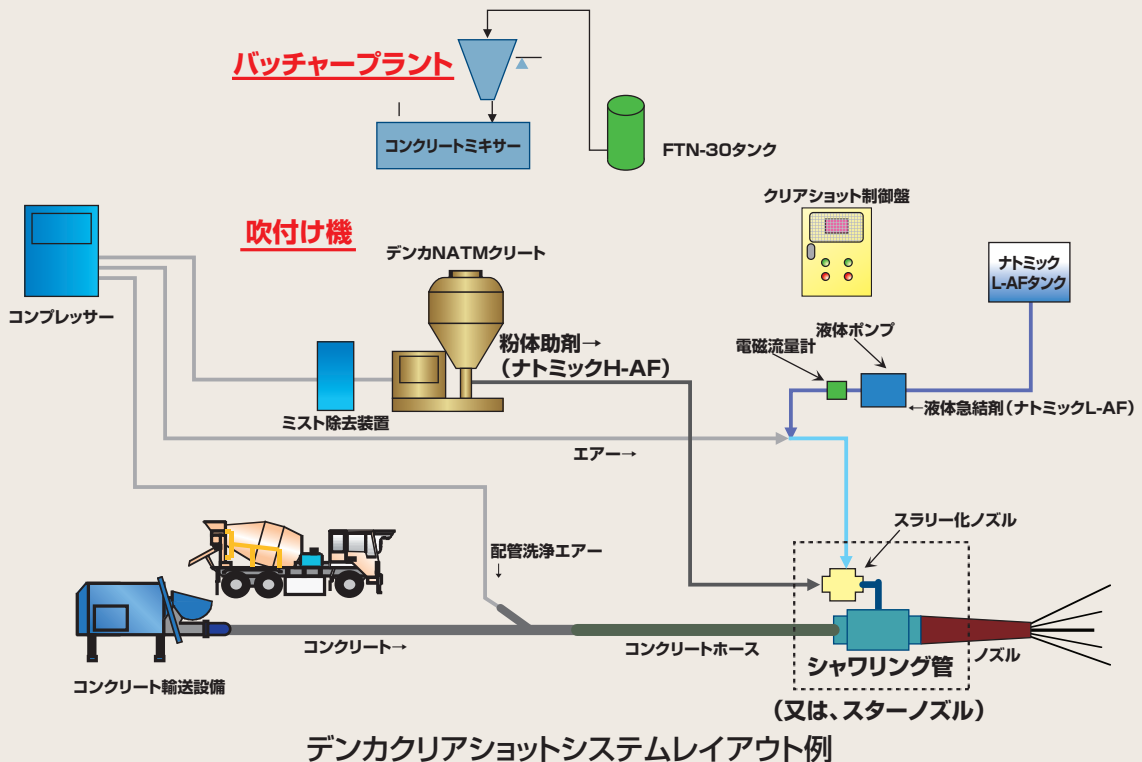 バッチャープラント
コンクリートミキサー
FTN-30タンク
クリアショット制御盤
吹付け機
デンカNATMクリート
ナトミック
L-AFタンク
コンプレッサー
液体ポンプ
電磁流量計
粉体助剤→
(ナトミックH-AF)
←液体急結剤(ナトミックL-AF)
ミスト除去装置
エアー→
スラリー化ノズル
配管洗浄エアー
↓
コンクリート→
コンクリートホース
シャワリング管
ノズル
コンクリート輸送設備
(又は、スターノズル)
デンカクリアショットシステムレイアウト例